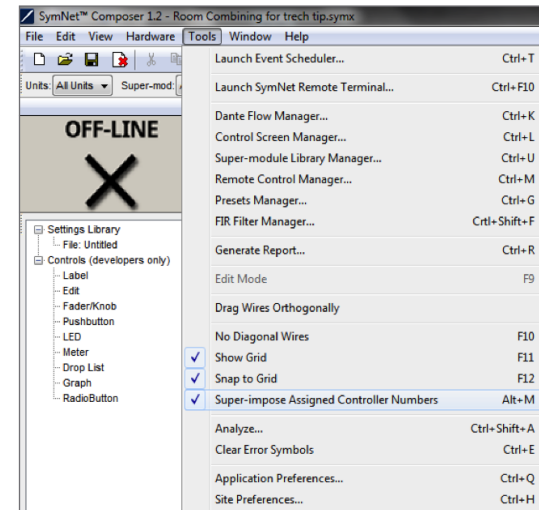 SymNet™ Composer 1.2 - Room Combining for trech tip.symx
File Edit View Hardware Tools Window Help
Units: All Units Super-mod:
OFF-LINE
Settings Library
File: Untitled
Controls (developers only)
Label
Edit
Fader/Knob
Pushbutton
LED
Meter
Drop List
Graph
RadioButton
Launch Event Scheduler... Ctrl+T
Launch SymNet Remote Terminal... Ctrl+F10
Dante Flow Manager... Ctrl+K
Control Screen Manager... Ctrl+L
Super-module Library Manager... Ctrl+U
Remote Control Manager... Ctrl+M
Presets Manager... Ctrl+G
FIR Filter Manager... Crtl+Shift+F
Generate Report... Ctrl+R
Edit Mode F9
Drag Wires Orthogonally
No Diagonal Wires F10
Show Grid F11
Snap to Grid F12
Super-impose Assigned Controller Numbers Alt+M
Analyze... Ctrl+Shift+A
Clear Error Symbols Ctrl+E
Application Preferences... Ctrl+Q
Site Preferences... Ctrl+H